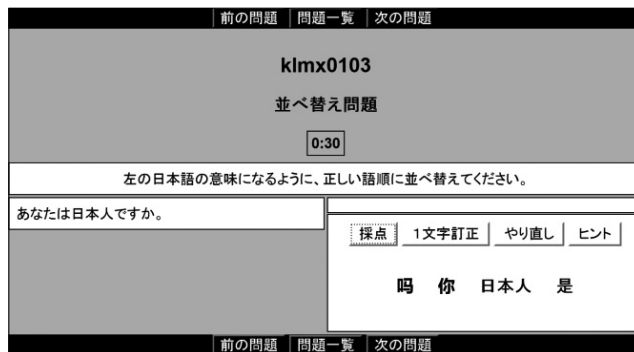 前の問題 問題一覧 次の問題
klmx0103
並べ替え問題
0:30
左の日本語の意味になるように、正しい語順に並べ替えてください。
あなたは日本人ですか。
採点 1文字訂正 やり直し ヒント
吗 你 日本人 是
前の問題 問題一覧 次の問題